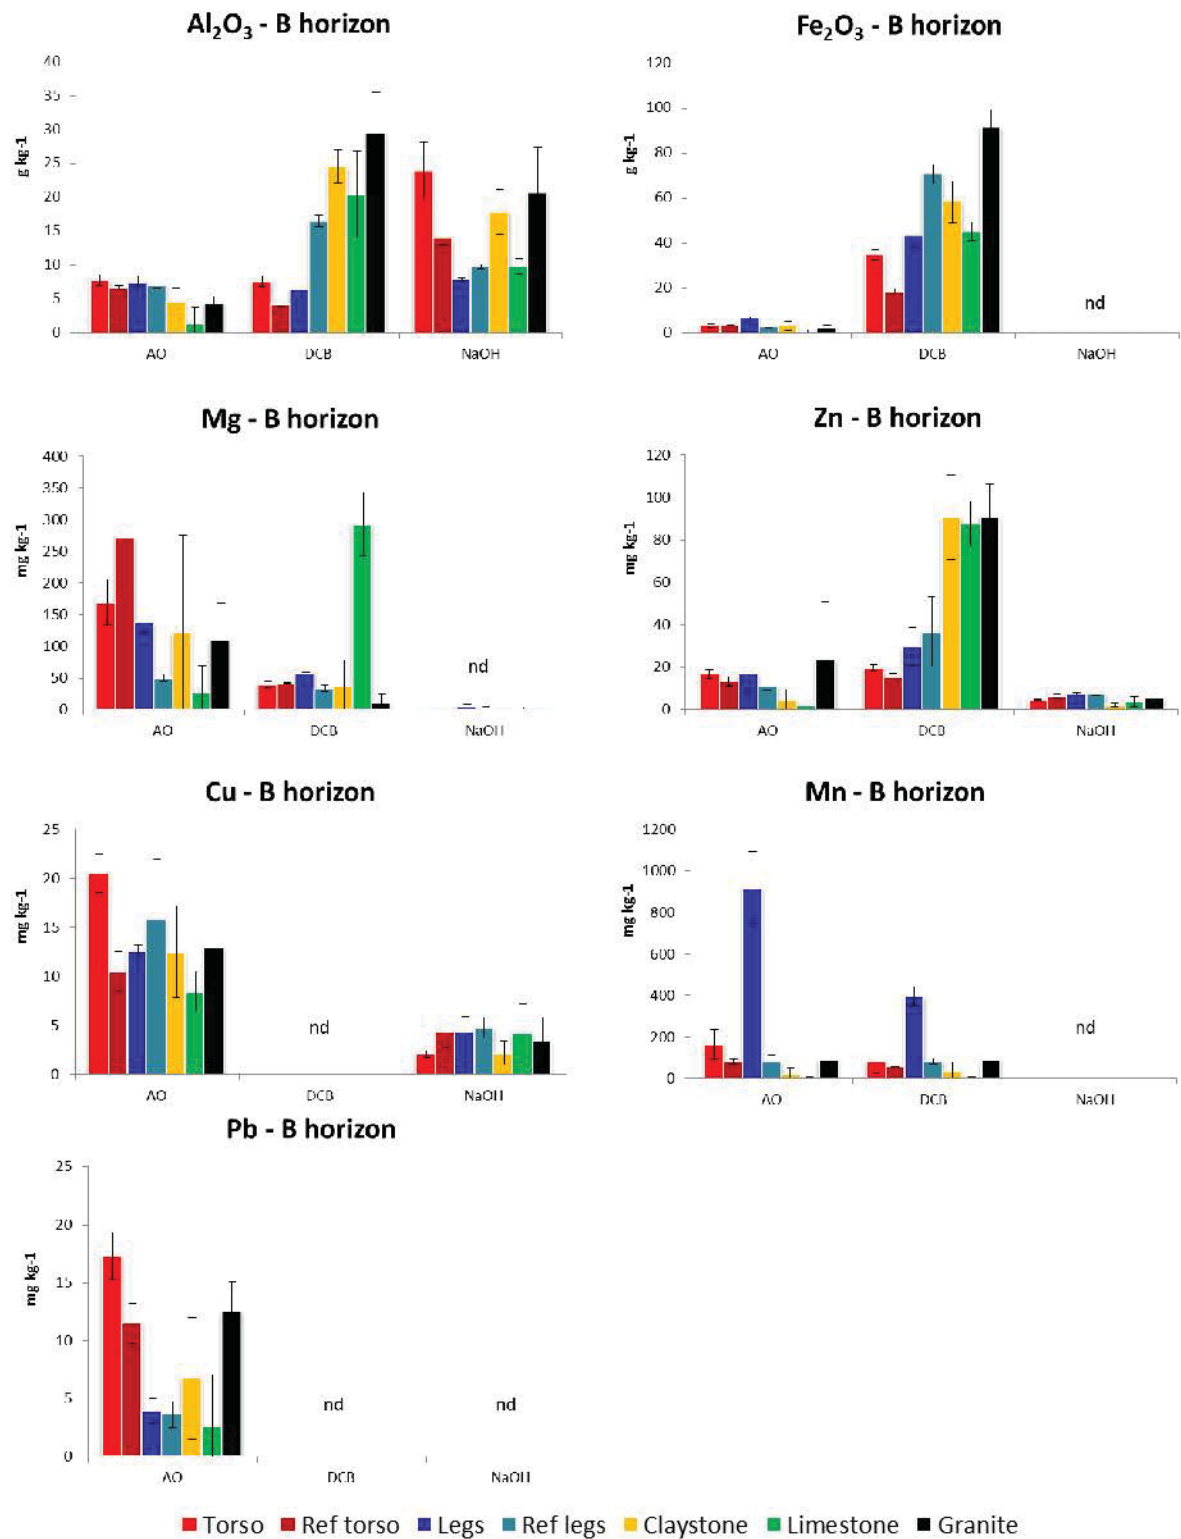 Al₂O₃ - B horizon
40
35
30
25
20
15
10
5
0
g kg-1
AO DCB NaOH
Fe₂O₃ - B horizon
120
100
80
60
40
20
0
g kg-1
nd
AO DCB NaOH
Mg - B horizon
400
350
300
250
200
150
100
50
0
mg kg-1
nd
AO DCB NaOH
Zn - B horizon
120
100
80
60
40
20
0
mg kg-1
AO DCB NaOH
Cu - B horizon
25
20
15
10
5
0
mg kg-1
nd
AO DCB NaOH
Mn - B horizon
1200
1000
800
600
400
200
0
mg kg-1
nd
AO DCB NaOH
Pb - B horizon
25
20
15
10
5
0
mg kg-1
nd nd
AO DCB NaOH
Torso Ref torso Legs Ref legs Claystone Limestone Granite